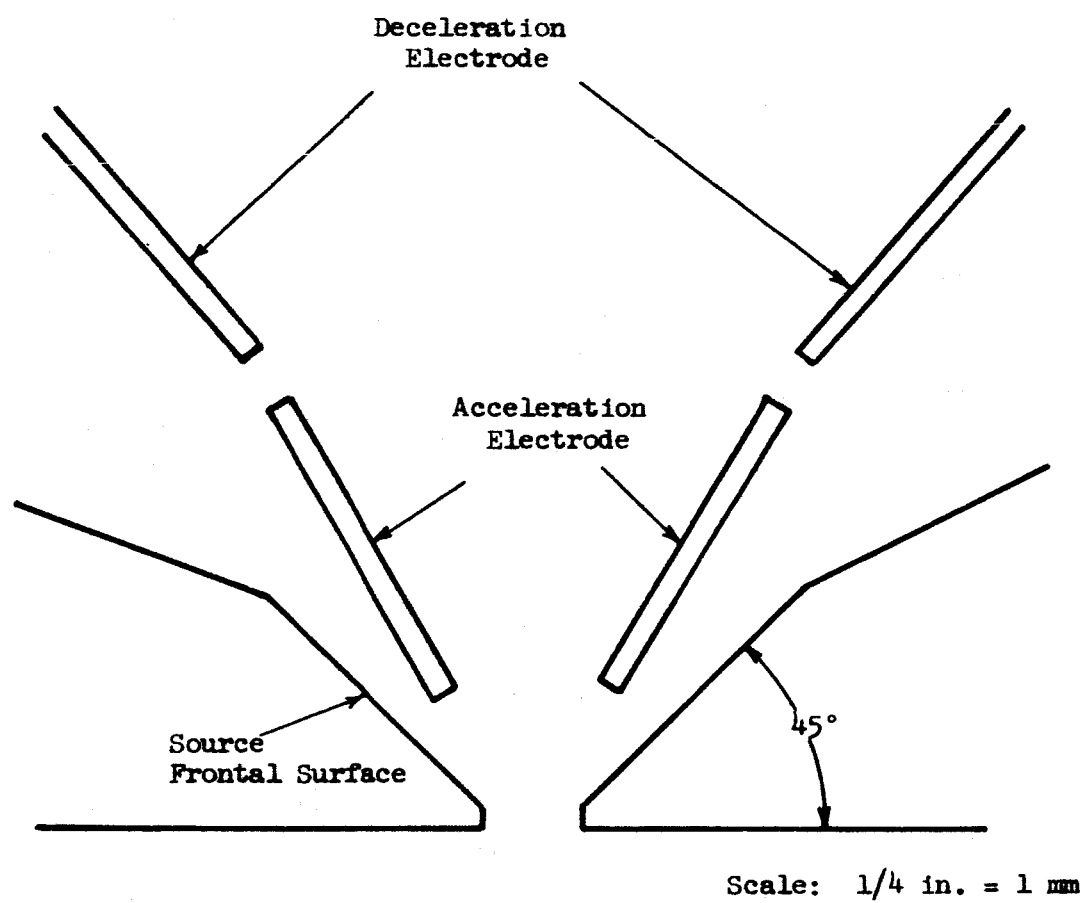 Deceleration
Electrode
Acceleration
Electrode
45°
Source
Frontal Surface
Scale: 1/4 in. = 1 mm